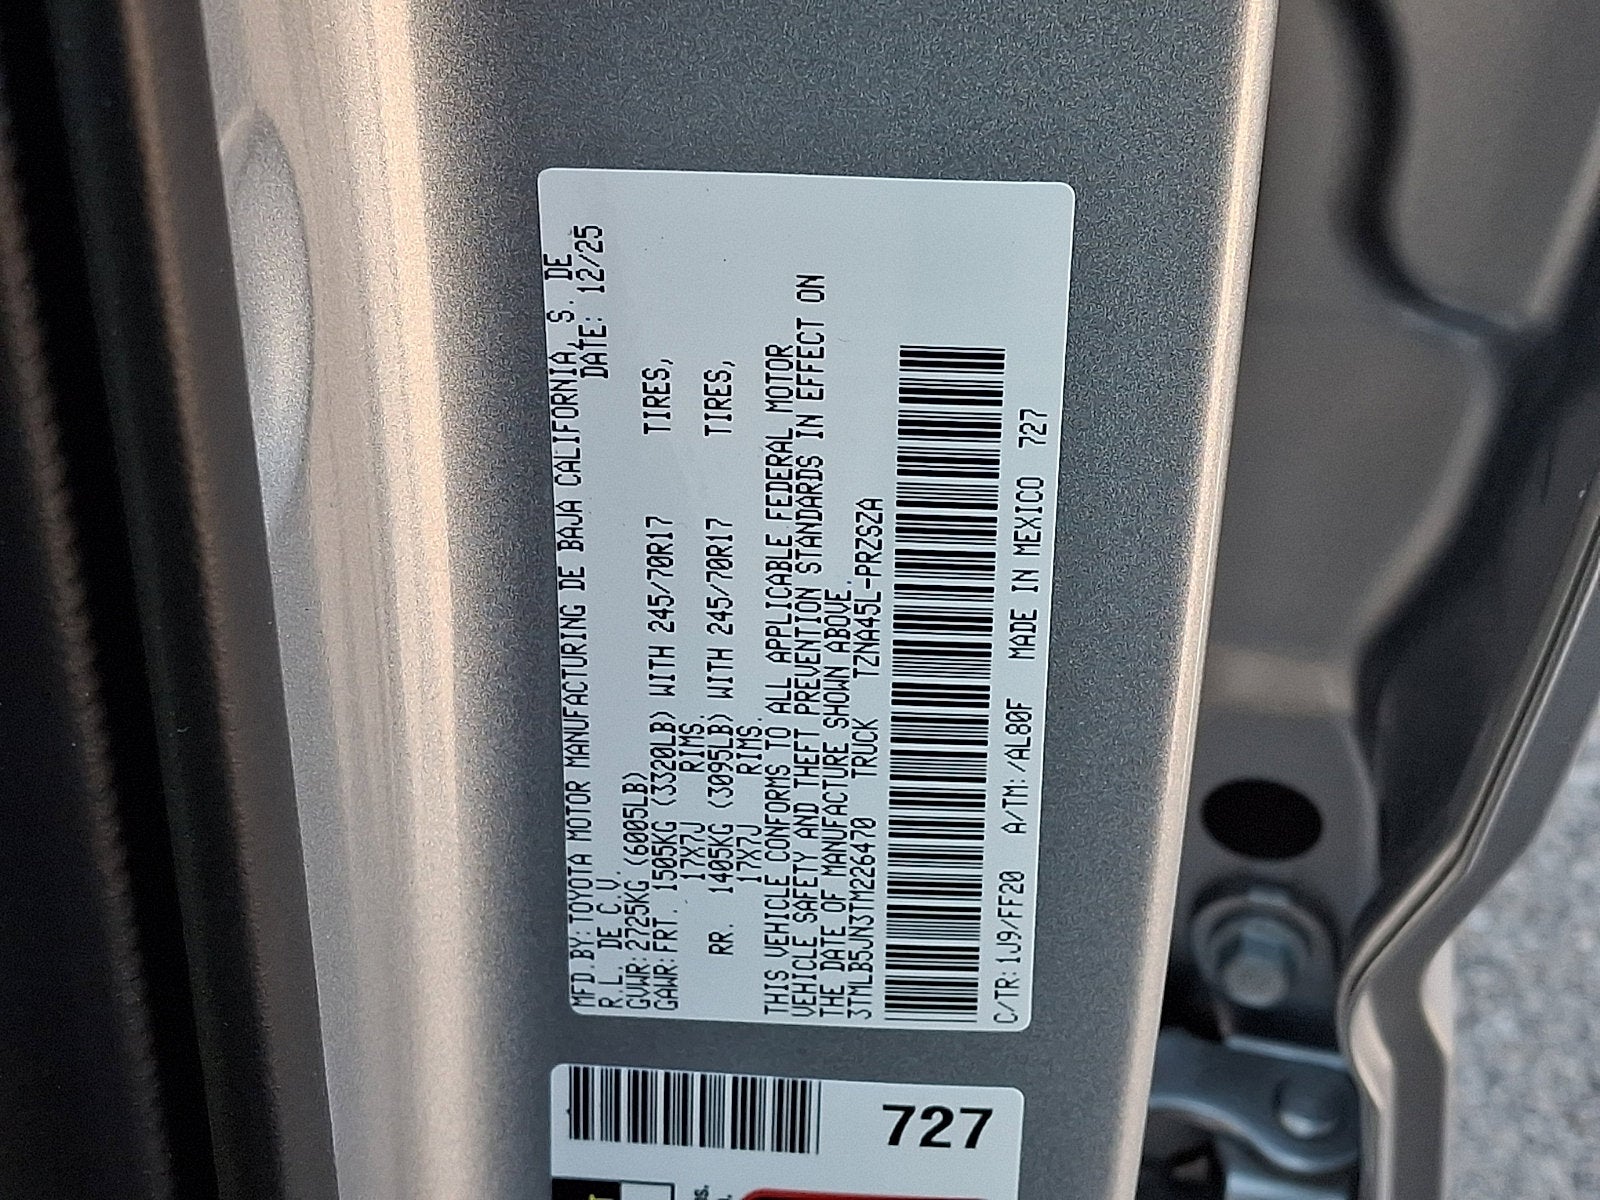 MFD.BY:TOYOTA MOTOR MANUFACTURING DE BAJA CALIFORNIA, S. DE
R.L. DE C.V. DATE: 12/25
GVWR:2725KG (6005LB)
GAWR:FRT. 1505KG (3320LB) WITH 245/70R17 TIRES,
17X7J RIMS.
RR. 1405KG (3095LB) WITH 245/70R17 TIRES,
17X7J RIMS.
THIS VEHICLE CONFORMS TO ALL APPLICABLE FEDERAL MOTOR
VEHICLE SAFETY AND THEFT PREVENTION STANDARDS IN EFFECT ON
THE DATE OF MANUFACTURE SHOWN ABOVE.
3TMLB5JN3TM226470 TRUCK TZNA45L-PRZSZA
C/TR:1J9/FF20 A/TM:/AL80F MADE IN MEXICO 727
727